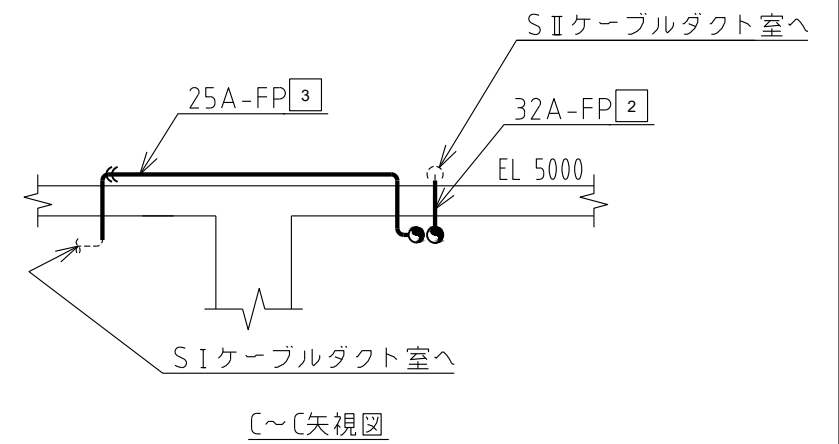 SⅡケーブルダクト室へ
25A-FP 3
32A-FP 2
EL 5000
SⅠケーブルダクト室へ
C～C矢視図